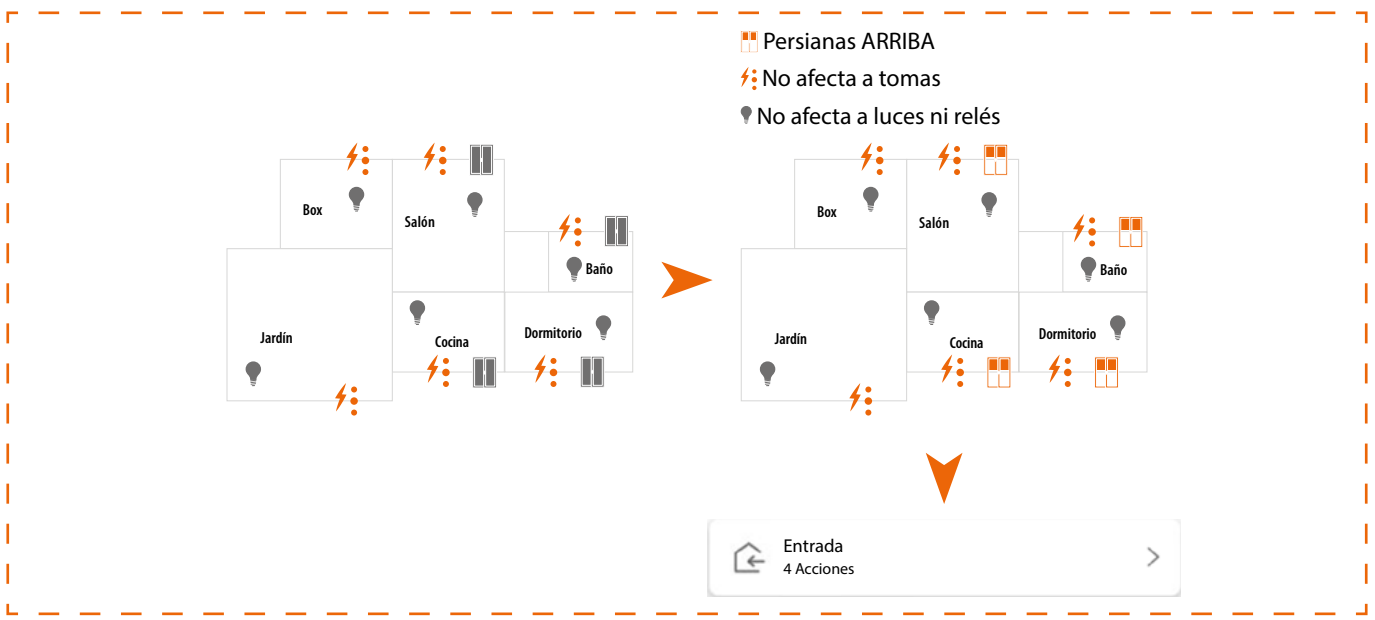 Persianas ARRIBA
No afecta a tomas
No afecta a luces ni relés
Box
Salón
Baño
Jardín
Cocina
Dormitorio
Box
Salón
Baño
Jardín
Cocina
Dormitorio
Entrada
4 Acciones